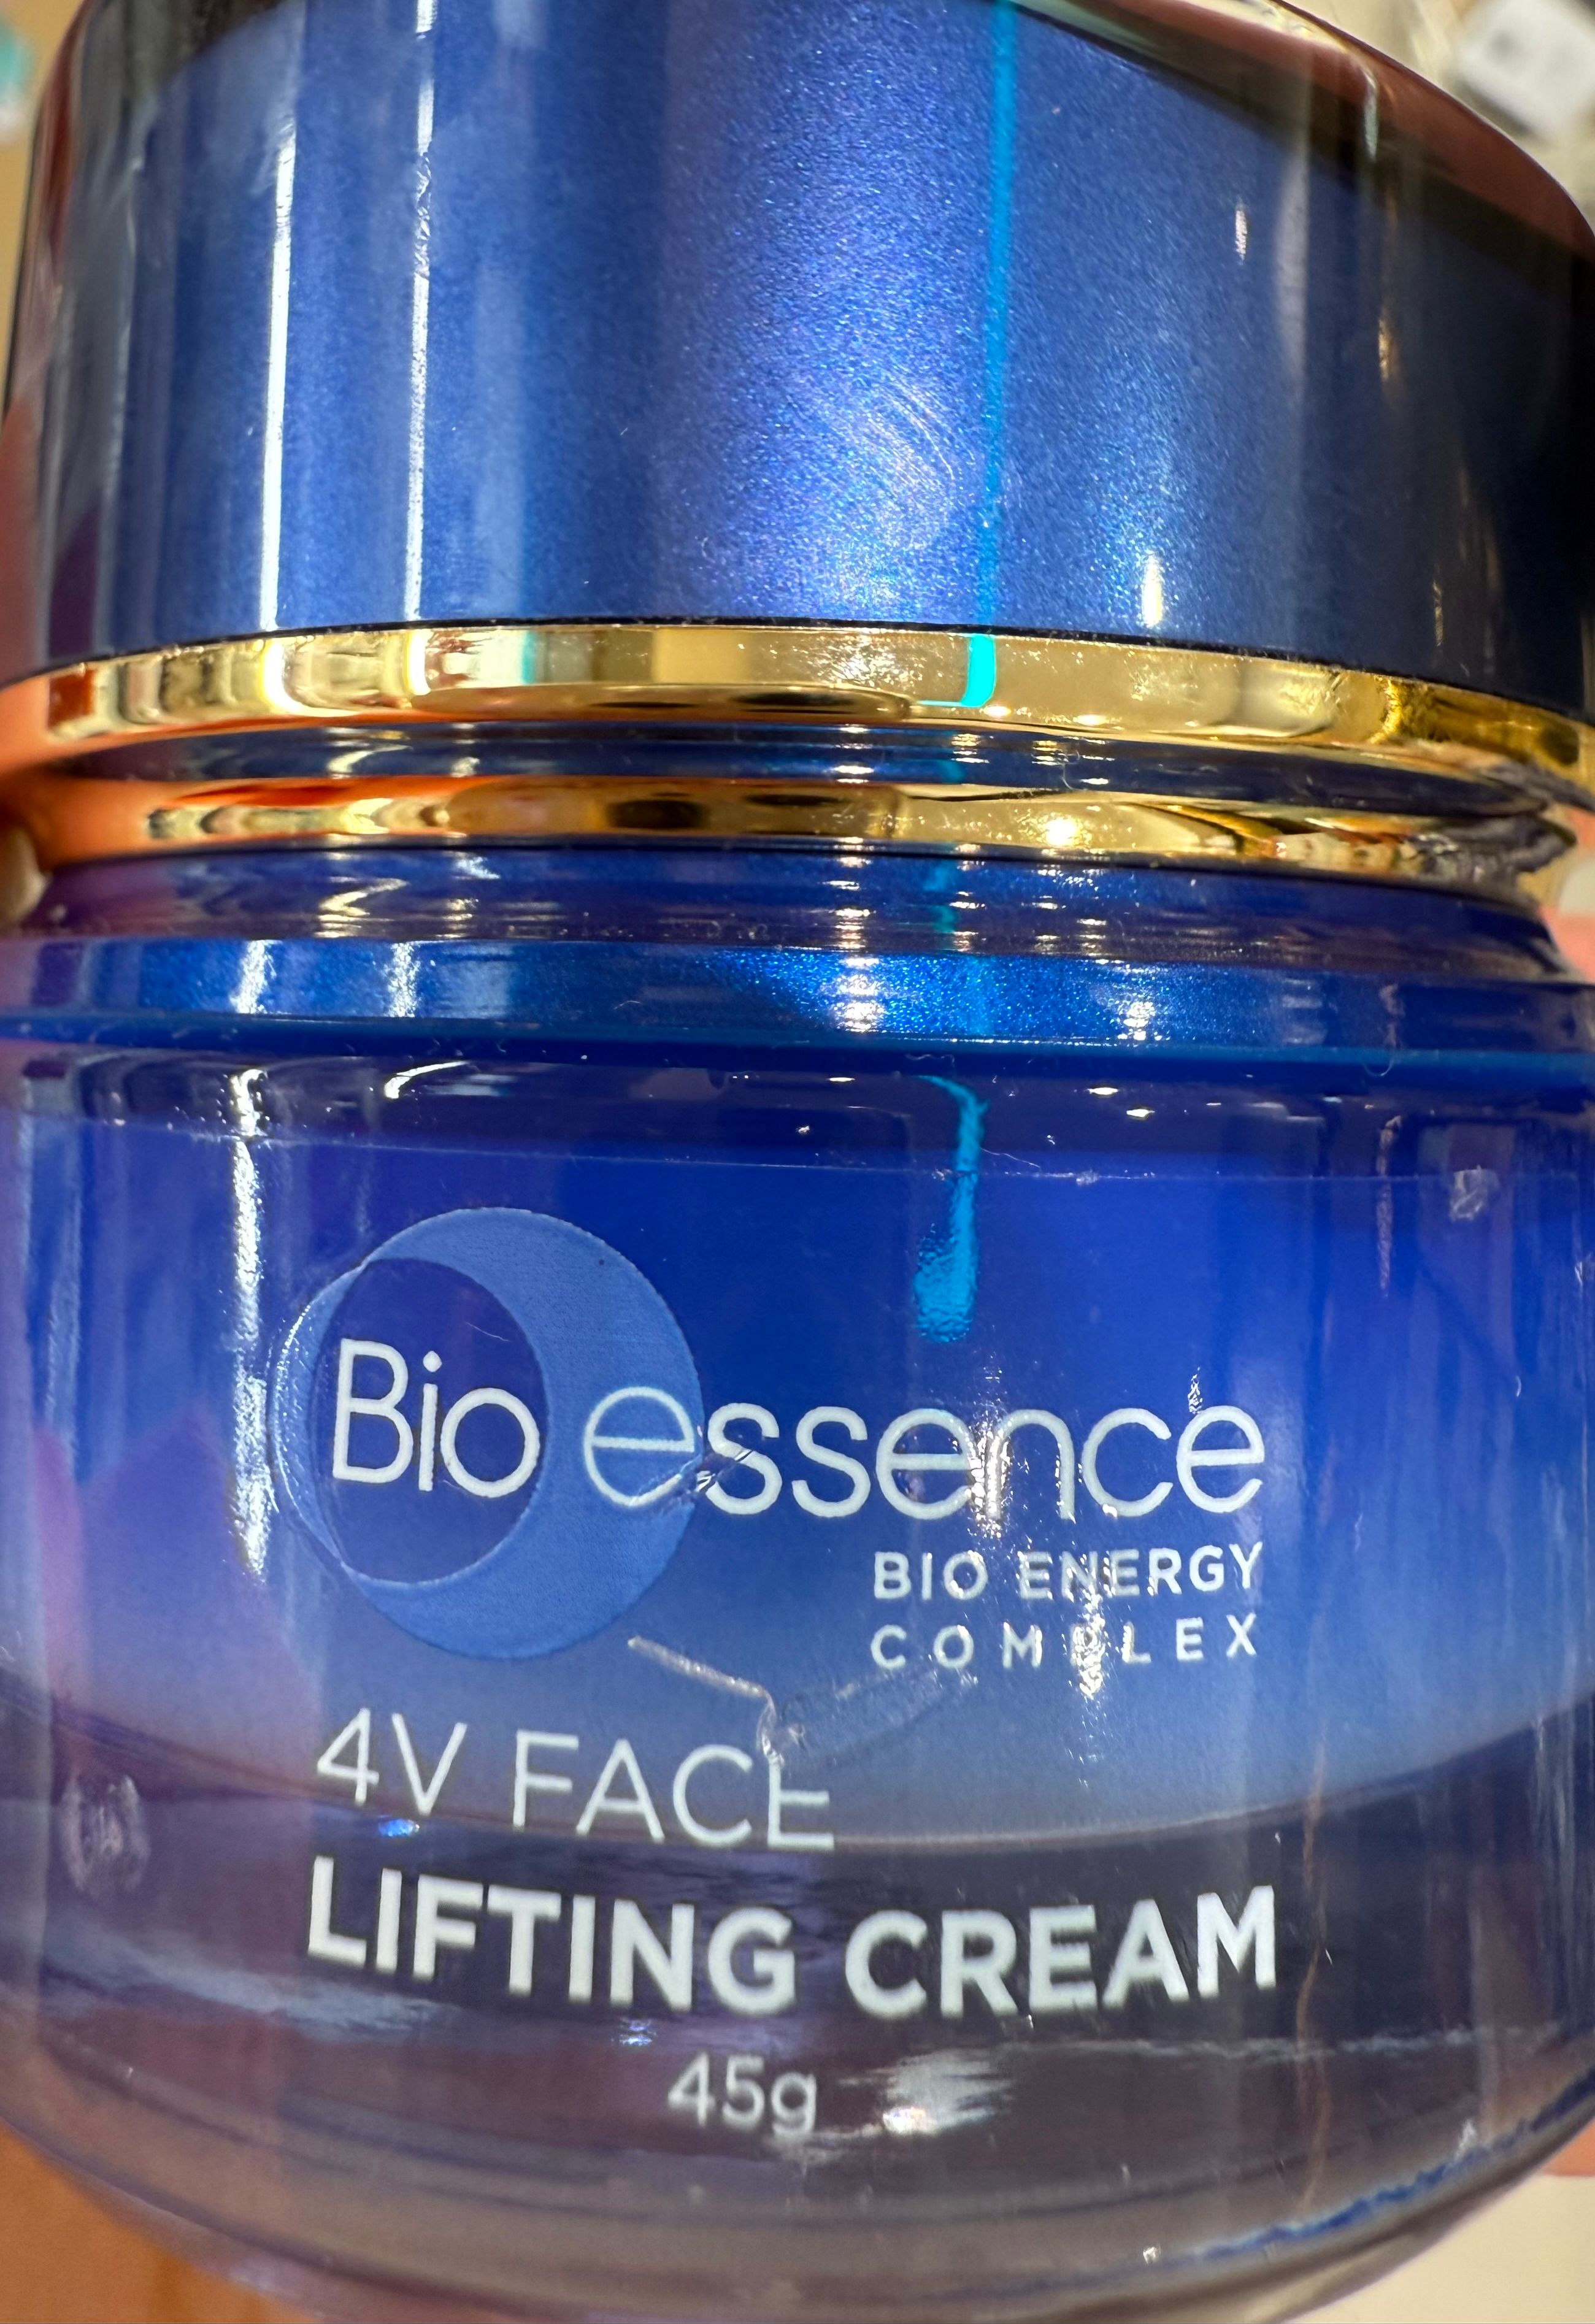 Bio essence
BIO ENERGY
COMPLEX
4V FACE
LIFTING CREAM
45g